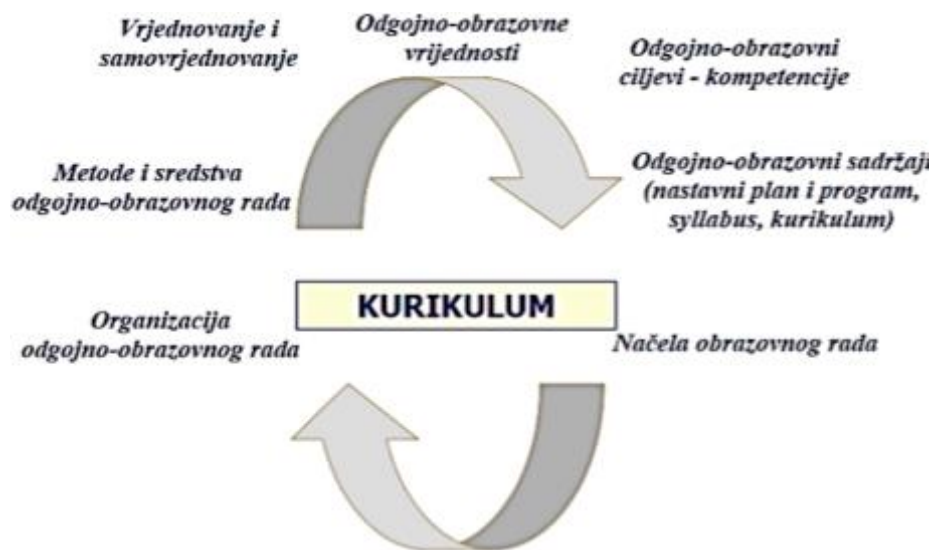 Vrjednovanje i
samovrjednovanje
Odgojno-obrazovne
vrijednosti
Odgojno-obrazovni
ciljevi - kompetencije
Metode i sredstva
odgojno-obrazovnog rada
Odgojno-obrazovni sadržaji
(nastavni plan i program,
syllabus, kurikulum)
KURIKULUM
Organizacija
odgojno-obrazovnog rada
Načela obrazovnog rada